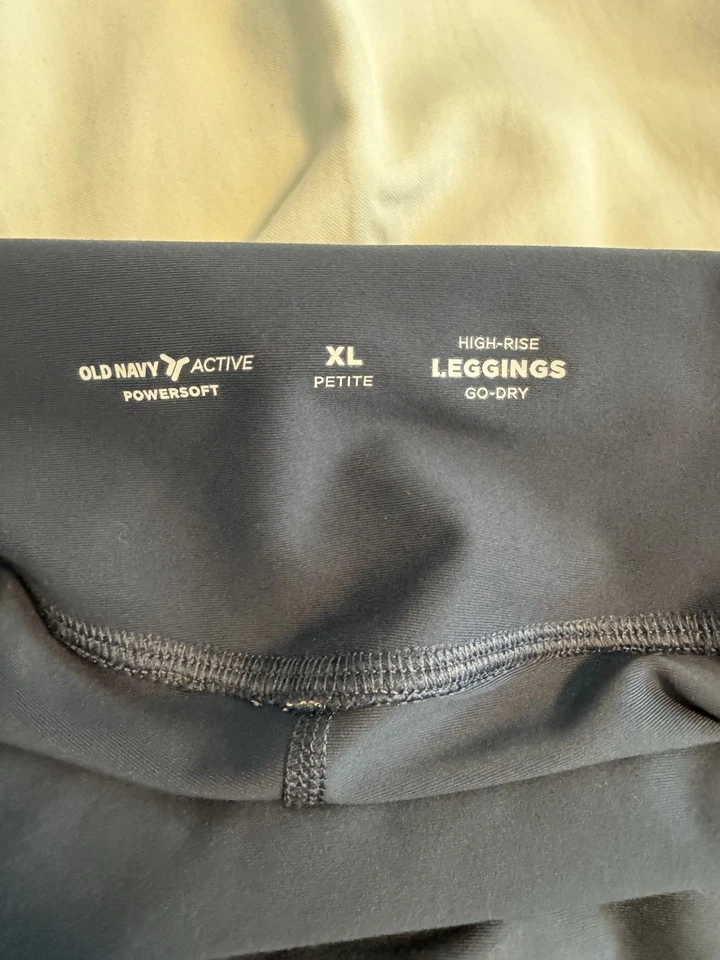 OLD NAVY ACTIVE
POWERSOFT
XL
PETITE
HIGH-RISE
LEGGINGS
GO-DRY